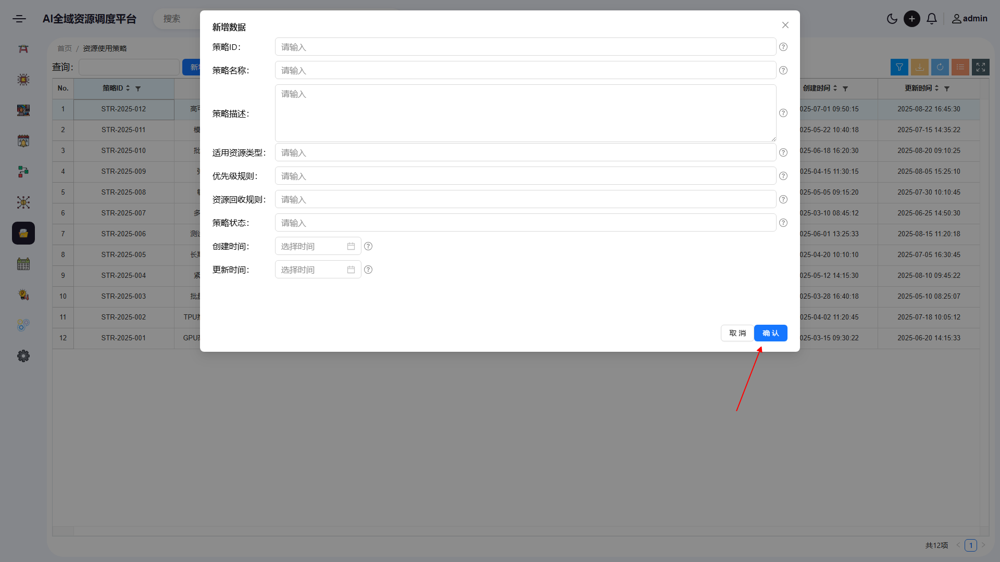 AI全域资源调度平台
搜索
admin
首页 / 资源使用策略
查询：
新增数据
策略ID：
请输入
策略名称：
请输入
策略描述：
请输入
适用资源类型：
请输入
优先级规则：
请输入
资源回收规则：
请输入
策略状态：
请输入
创建时间：
选择时间
更新时间：
选择时间
取 消
确 认
No. 策略ID 创建时间 更新时间
1 STR-2025-012 025-07-01 09:50:15 2025-08-22 16:45:30
2 STR-2025-011 025-05-22 10:40:18 2025-07-15 14:35:22
3 STR-2025-010 批 025-06-18 16:20:30 2025-08-20 09:10:25
4 STR-2025-009 025-04-15 11:30:15 2025-08-05 15:25:10
5 STR-2025-008 025-05-05 09:15:20 2025-07-30 10:10:45
6 STR-2025-007 多 025-03-10 08:45:12 2025-06-25 14:50:30
7 STR-2025-006 测 025-06-01 13:25:33 2025-08-15 11:20:18
8 STR-2025-005 长 025-04-20 10:10:10 2025-07-05 16:30:45
9 STR-2025-004 紧 025-05-12 14:15:30 2025-08-10 09:45:22
10 STR-2025-003 批 025-03-28 16:40:18 2025-05-10 08:25:07
11 STR-2025-002 TPU 025-04-02 11:20:45 2025-07-18 10:05:12
12 STR-2025-001 GPU 025-03-15 09:30:22 2025-06-20 14:15:33
共12项
1